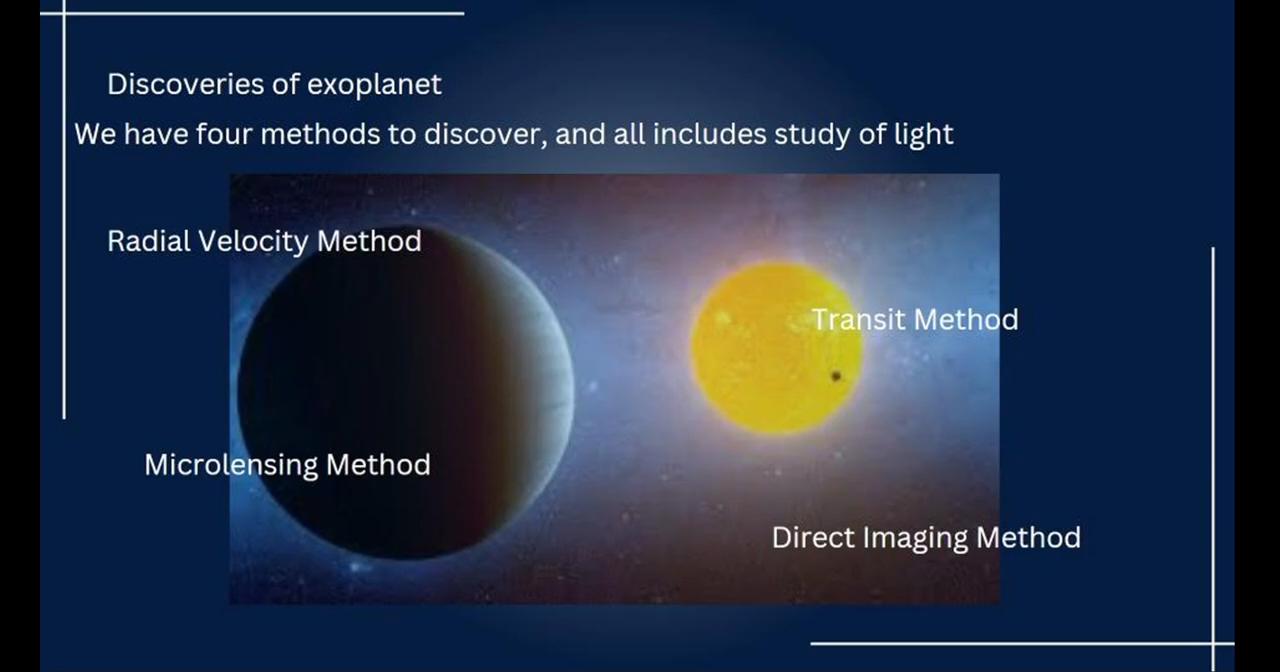 Discoveries of exoplanet
We have four methods to discover, and all includes study of light
Radial Velocity Method
Transit Method
Microlensing Method
Direct Imaging Method